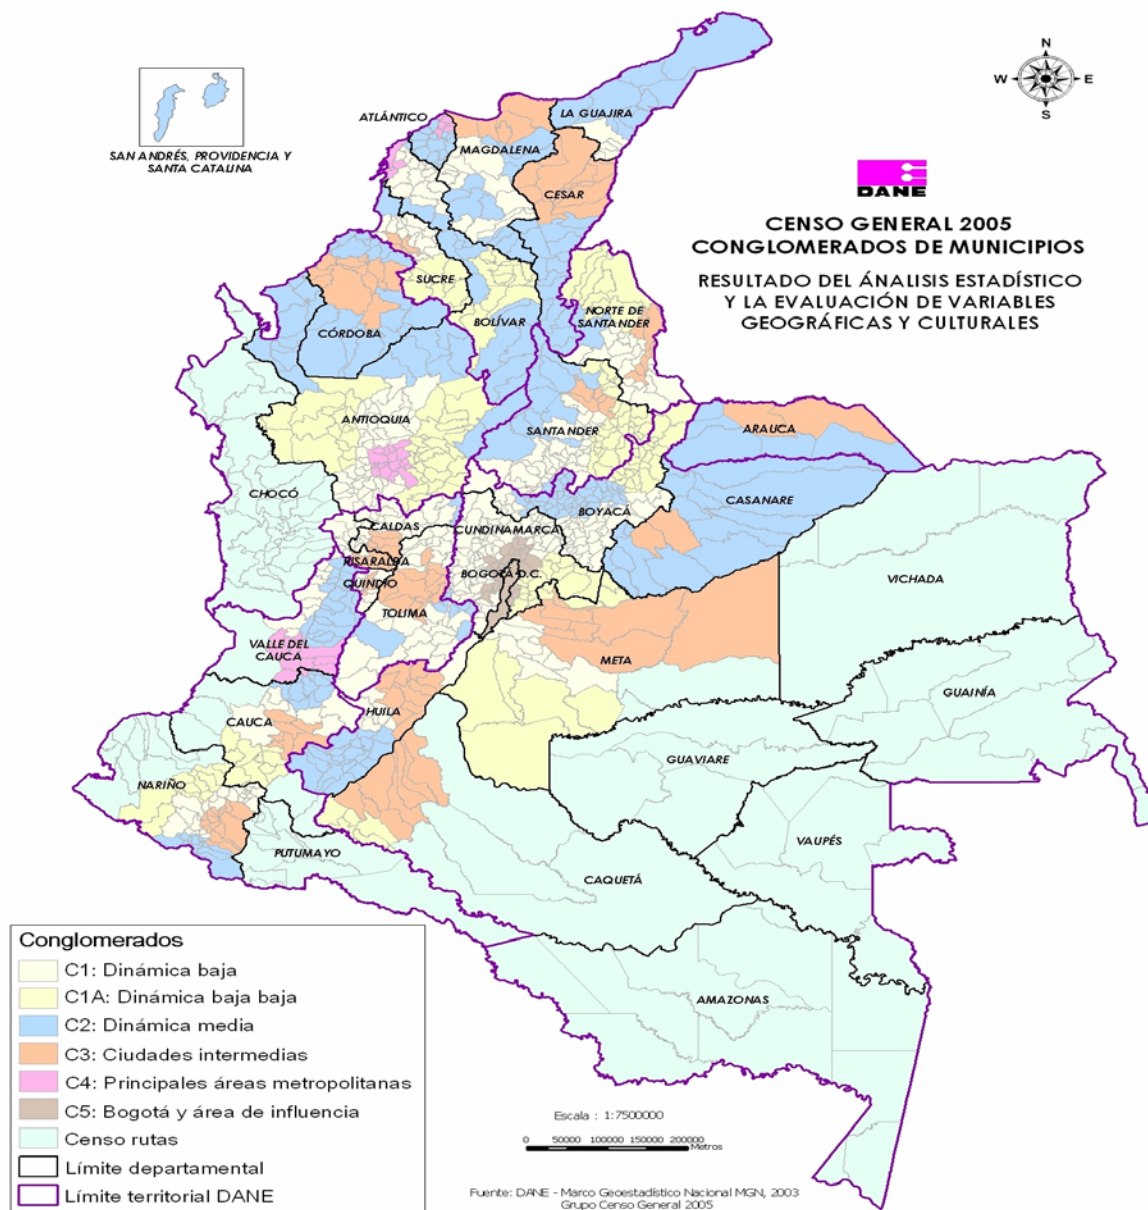 N
W E
S
SAN ANDRÉS, PROVIDENCIA Y
SANTA CATALINA
DANE
CENSO GENERAL 2005
CONGLOMERADOS DE MUNICIPIOS
RESULTADO DEL ÁNALISIS ESTADÍSTICO
Y LA EVALUACIÓN DE VARIABLES
GEOGRÁFICAS Y CULTURALES
ATLÁNTICO
LA GUAJIRA
MAGDALENA
CESAR
SUCRE
CÓRDOBA
BOLÍVAR
NORTE DE
SANTANDER
ANTIOQUIA
SANTANDER
ARAUCA
CHOCÓ
BOYACÁ
CASANARE
CALDAS
CUNDINAMARCA
RISARALDA
BOGOTÁ D.C.
QUINDIO
TOLIMA
VICHADA
VALLE DEL
CAUCA
META
GUAINÍA
HUILA
CAUCA
GUAVIARE
NARIÑO
VAUPÉS
PUTUMAYO
CAQUETÁ
AMAZONAS
Conglomerados
C1: Dinámica baja
C1A: Dinámica baja baja
C2: Dinámica media
C3: Ciudades intermedias
C4: Principales áreas metropolitanas
C5: Bogotá y área de influencia
Censo rutas
Límite departamental
Límite territorial DANE
Escala : 1:7500000
0 50000 100000 150000 200000
Metros
Fuente: DANE - Marco Geoestadístico Nacional MGN, 2003
Grupo Censo General 2005